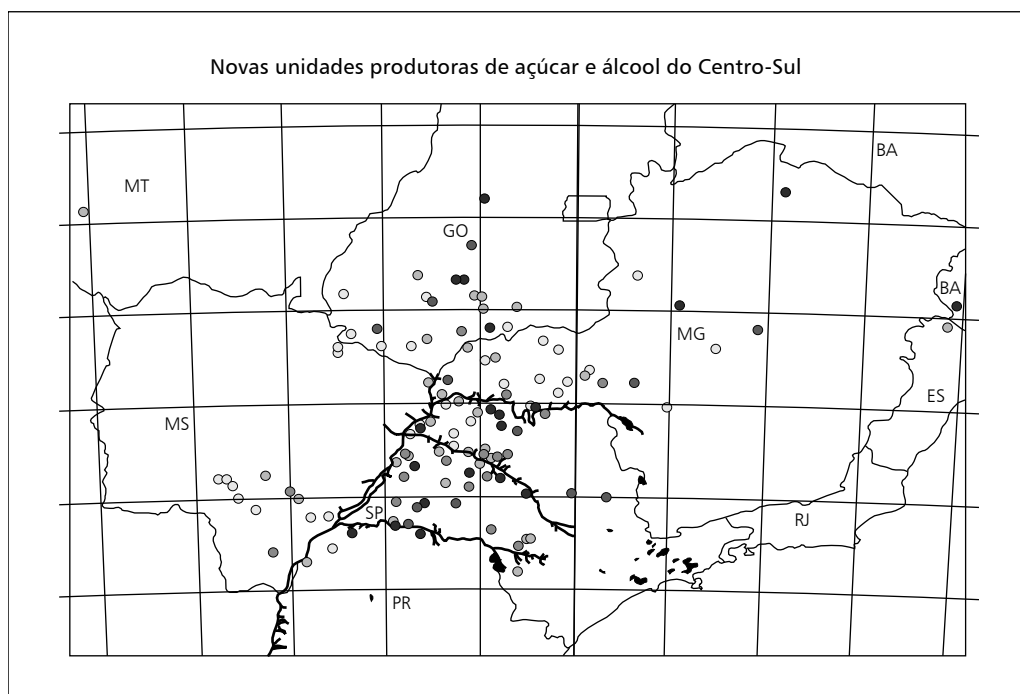 Novas unidades produtoras de açúcar e álcool do Centro-Sul
BA
MT
GO
BA
MG
ES
MS
SP
RJ
PR